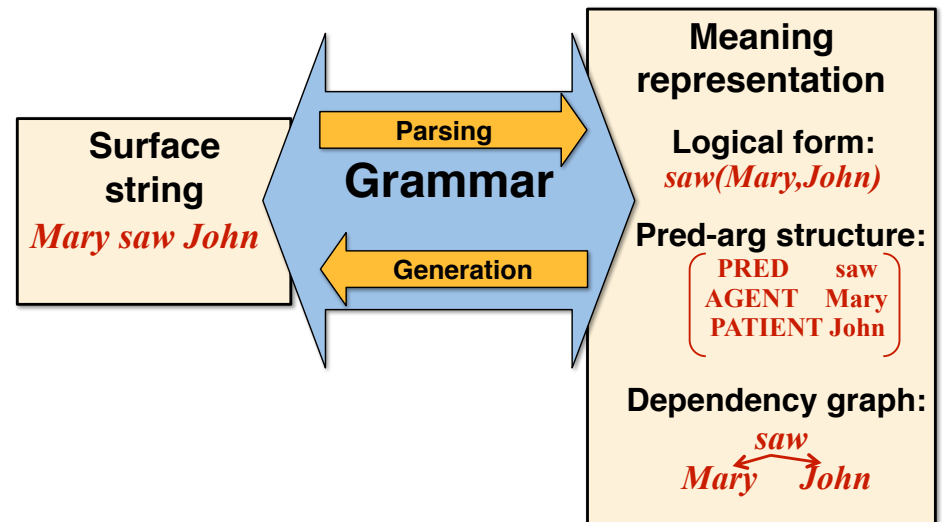 Surface
string
Mary saw John
Parsing
Grammar
Generation
Meaning
representation
Logical form:
saw(Mary,John)
Pred-arg structure:
PRED saw
AGENT Mary
PATIENT John
Dependency graph:
saw
Mary John